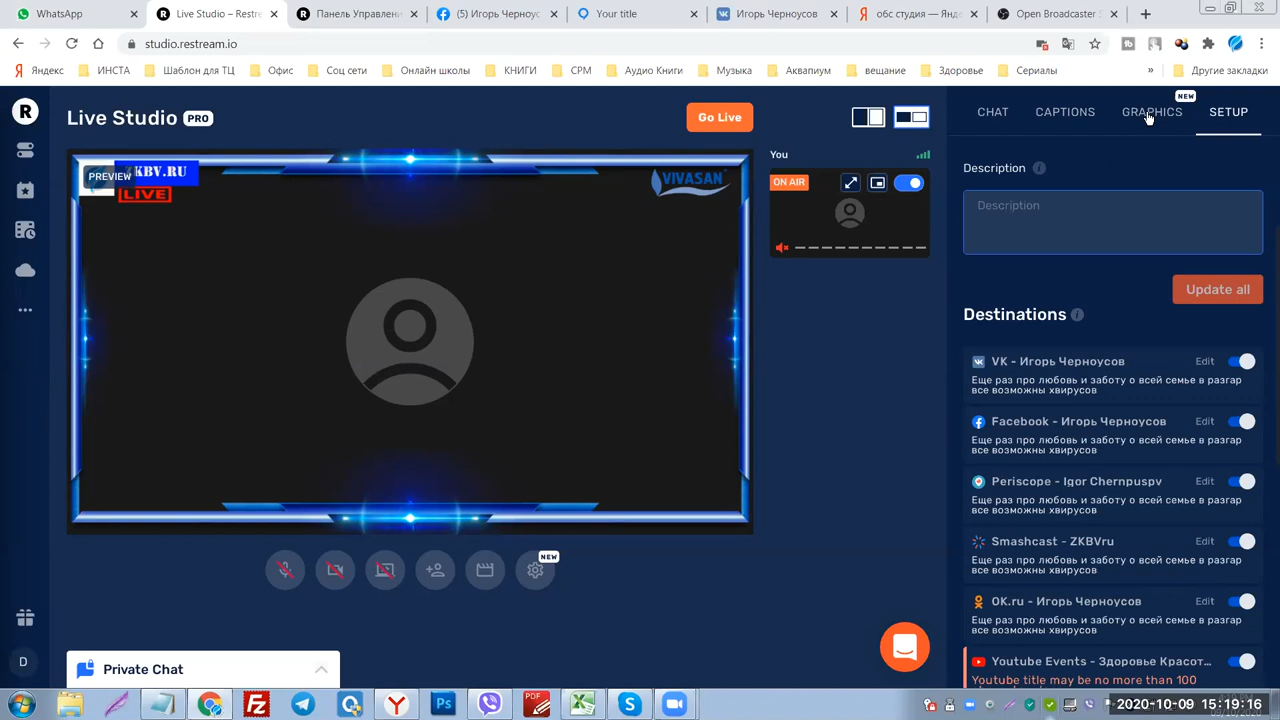 WhatsApp
Live Studio – Restre
Панель Управлени
(5) Игорь Черноус
Your title
Игорь Черноусов
обс студия — Янде
Open Broadcaster S
studio.restream.io
Яндекс
ИНСТА
Шаблон для ТЦ
Офис
Соц сети
Онлайн школы
КНИГИ
СРМ
Аудио Книги
Музыка
Аквапиум
вещание
Здоровье
Сериалы
»
Другие закладки
R
Live Studio PRO
Go Live
CHAT
CAPTIONS
GRAPHICS
NEW
SETUP
PREVIEW
KBV.RU
LIVE
VIVASAN
You
ON AIR
Description
Description
Update all
Destinations
VK - Игорь Черноусов
Edit
Еще раз про любовь и заботу о всей семье в разгар
все возможны хвирусов
Facebook - Игорь Черноусов
Edit
Еще раз про любовь и заботу о всей семье в разгар
все возможны хвирусов
Periscope - Igor Chernpuspv
Edit
Еще раз про любовь и заботу о всей семье в разгар
все возможны хвирусов
Smashcast - ZKBVru
Edit
Еще раз про любовь и заботу о всей семье в разгар
все возможны хвирусов
OK.ru - Игорь Черноусов
Edit
Еще раз про любовь и заботу о всей семье в разгар
все возможны хвирусов
Youtube Events - Здоровье Красот...
Youtube title may be no more than 100
NEW
Private Chat
D
2020-10-09 15:19:16